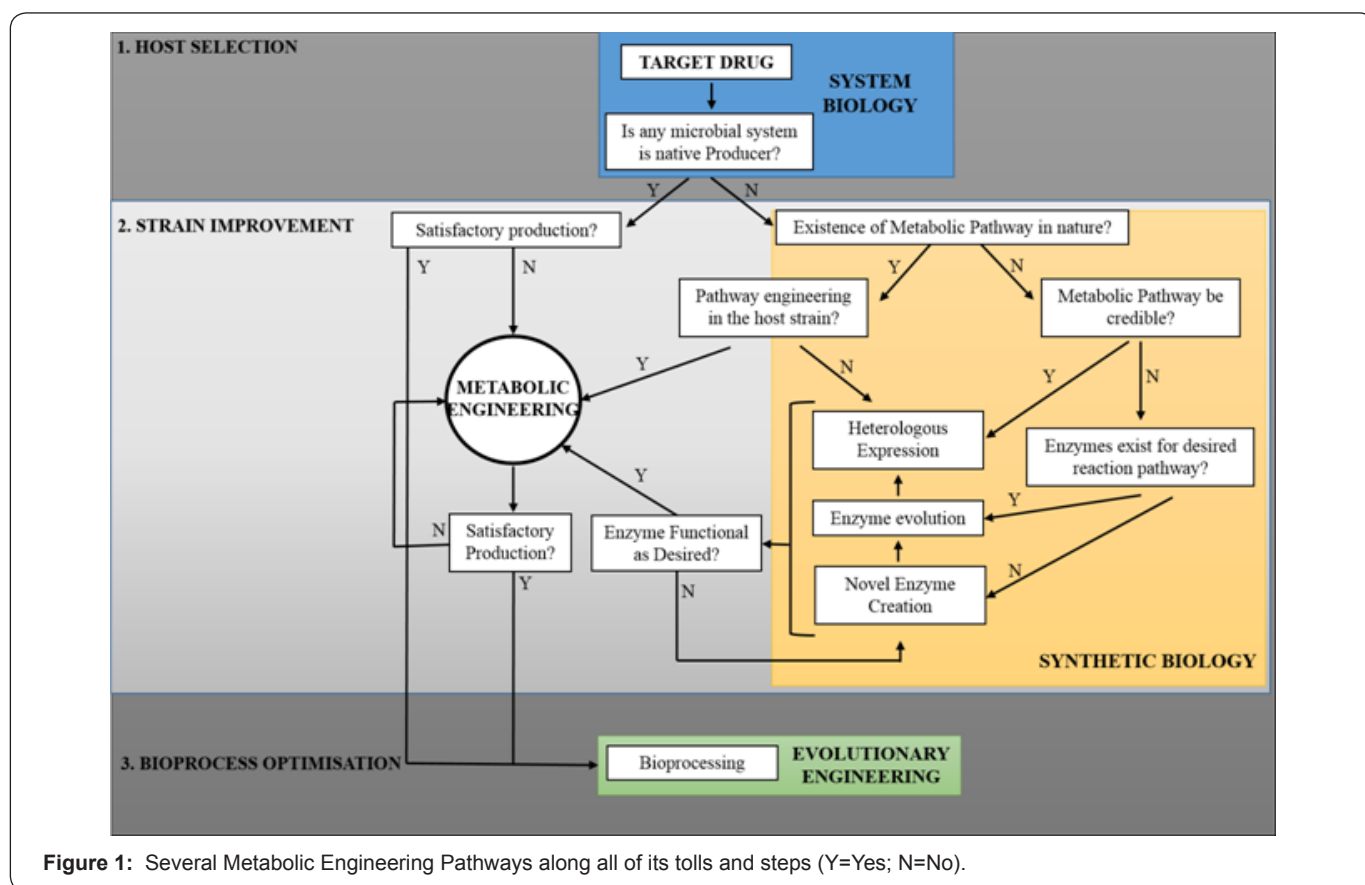 1. HOST SELECTION
TARGET DRUG
SYSTEM
BIOLOGY
Is any microbial system
is native Producer?
Y
N
2. STRAIN IMPROVEMENT
Satisfactory production?
Existence of Metabolic Pathway in nature?
Y
N
Y
N
Pathway engineering
in the host strain?
Metabolic Pathway be
credible?
Y
N
Y
N
METABOLIC
ENGINEERING
Heterologous
Expression
Enzymes exist for desired
reaction pathway?
Y
Y
Enzyme evolution
N
Satisfactory
Production?
Enzyme Functional
as Desired?
N
Y
N
Novel Enzyme
Creation
SYNTHETIC BIOLOGY
3. BIOPROCESS OPTIMISATION
Bioprocessing
EVOLUTIONARY
ENGINEERING
Figure 1: Several Metabolic Engineering Pathways along all of its tolls and steps (Y=Yes; N=No).